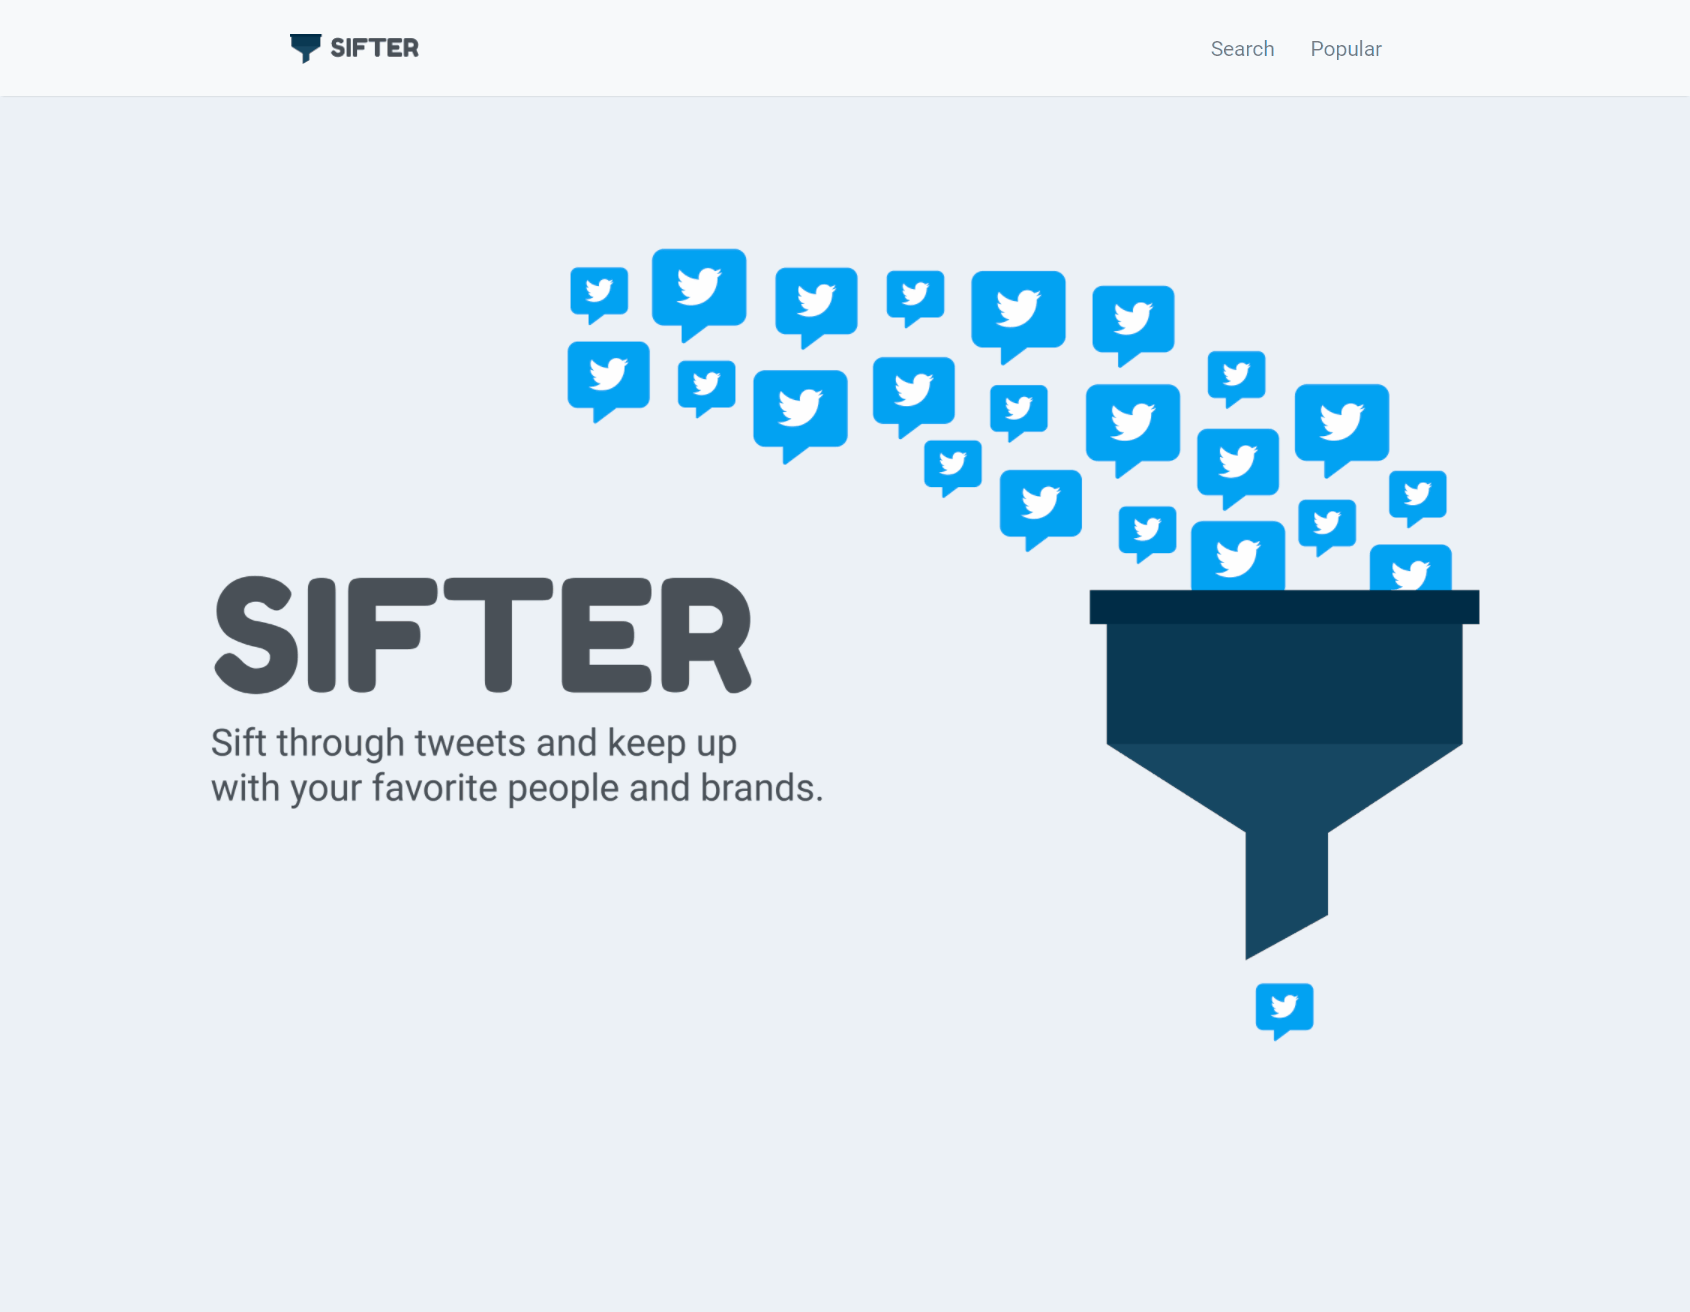 SIFTER
Search Popular
SIFTER
Sift through tweets and keep up
with your favorite people and brands.